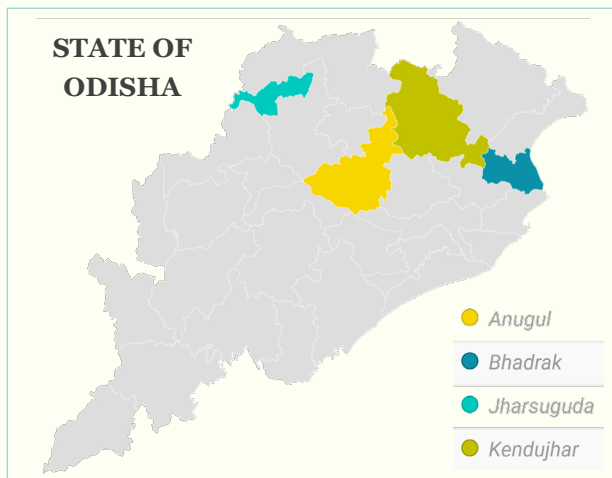 STATE OF
ODISHA
Anugul
Bhadrak
Jharsuguda
Kendujhar